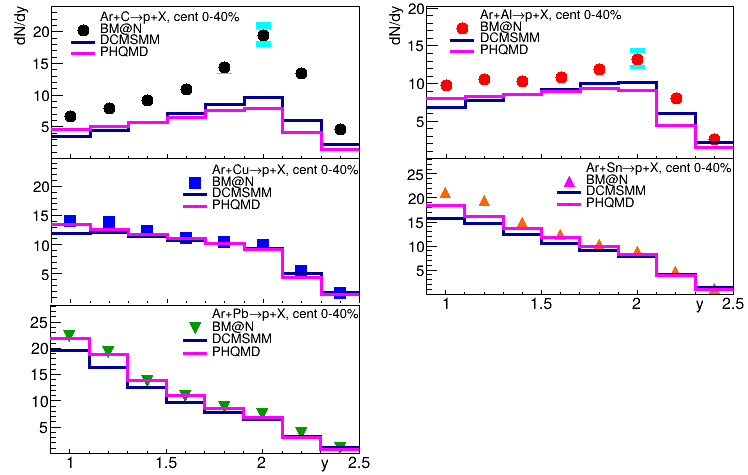 dN/dy
Ar+C→p+X, cent 0-40%
BM@N
DCMSMM
PHQMD
20
15
10
5
dN/dy
Ar+Al→p+X, cent 0-40%
BM@N
DCMSMM
PHQMD
20
15
10
5
Ar+Cu→p+X, cent 0-40%
BM@N
DCMSMM
PHQMD
20
15
10
5
Ar+Sn→p+X, cent 0-40%
BM@N
DCMSMM
PHQMD
25
20
15
10
5
1 1.5 2 y 2.5
Ar+Pb→p+X, cent 0-40%
BM@N
DCMSMM
PHQMD
25
20
15
10
5
1 1.5 2 y 2.5